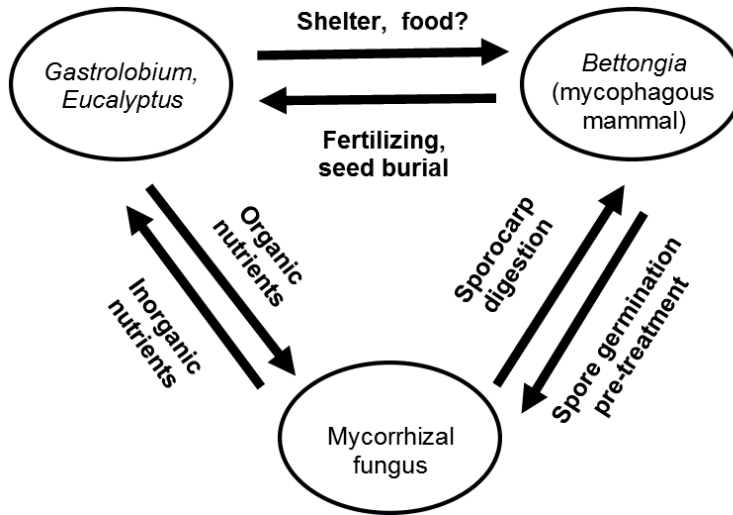 Shelter, food?
Gastrolobium,
Eucalyptus
Bettongia
(mycophagous
mammal)
Fertilizing,
seed burial
Organic
nutrients
Inorganic
nutrients
Sporocarp
digestion
Spore germination
pre-treatment
Mycorrhizal
fungus